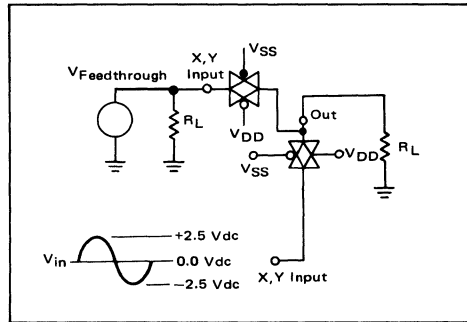 VSS
X,Y
Input
VFeedthrough
RL
VDD
Out
VSS
VDD
RL
Vin
+2.5 Vdc
0.0 Vdc
−2.5 Vdc
X,Y Input